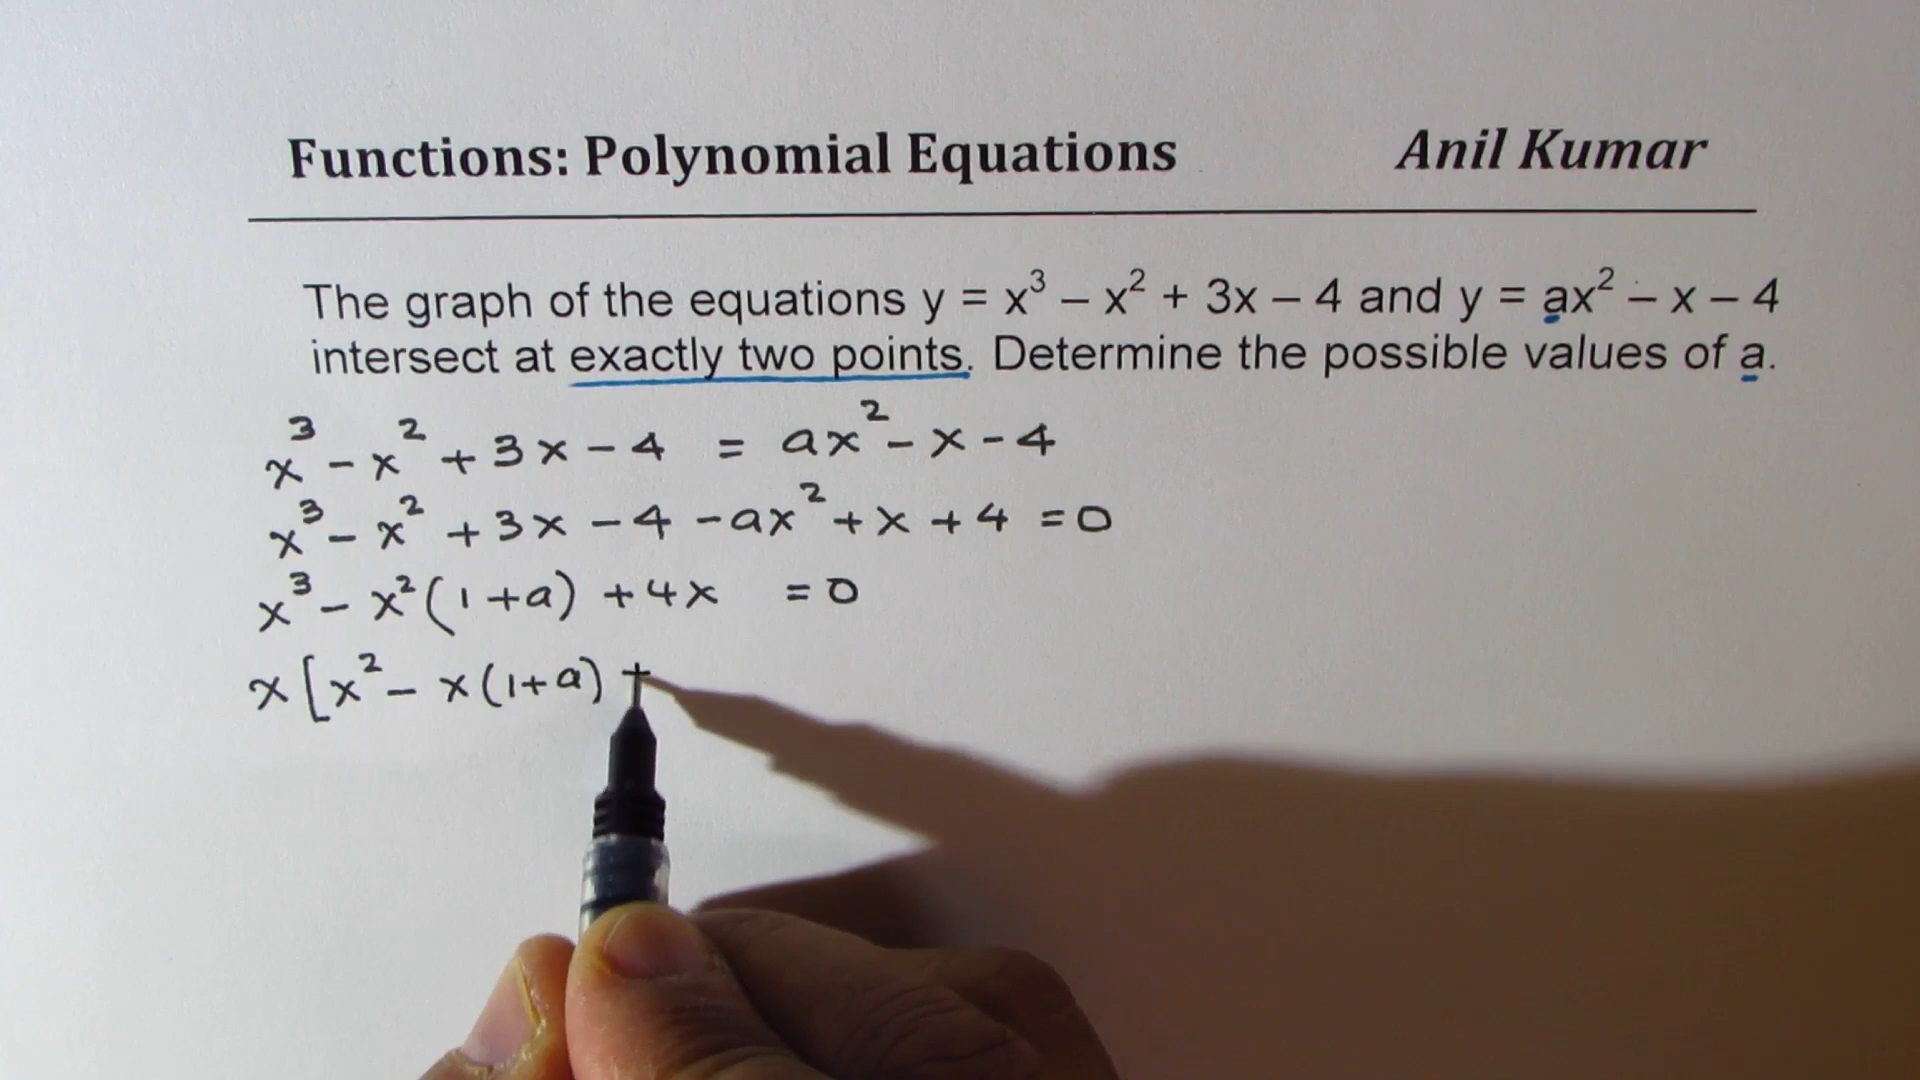 Functions: Polynomial Equations Anil Kumar
The graph of the equations y = x³ – x² + 3x – 4 and y = ax² – x – 4
intersect at exactly two points. Determine the possible values of a.
x³ – x² + 3x – 4 = ax² – x – 4
x³ – x² + 3x – 4 – ax² + x + 4 = 0
x³ – x²(1 + a) + 4x = 0
x[x² – x(1+a) +